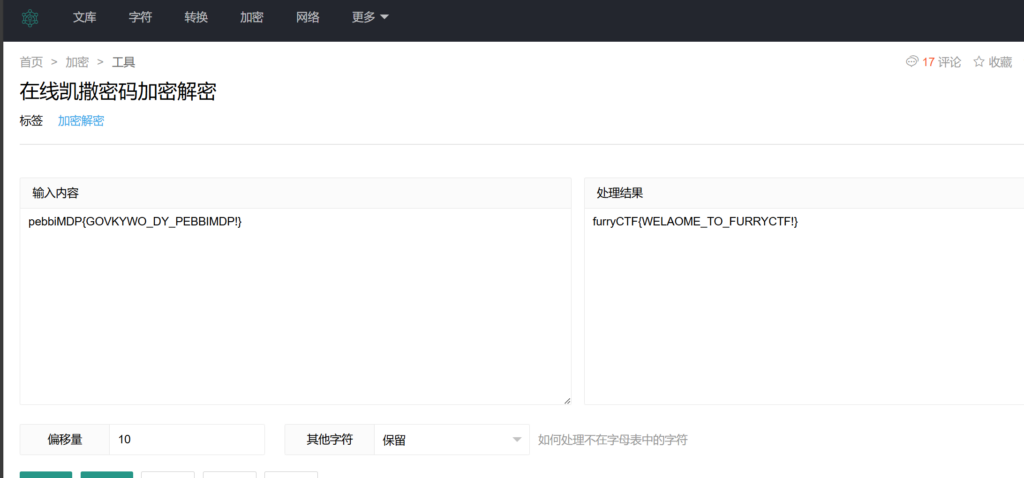 文库 字符 转换 加密 网络 更多
首页 > 加密 > 工具 17 评论 收藏
在线凯撒密码加密解密
标签 加密解密
输入内容 处理结果
pebbiMDP{GOVKYWO_DY_PEBBIMDP!} furryCTF{WELAOME_TO_FURRYCTF!}
偏移量 10 其他字符 保留 如何处理不在字母表中的字符